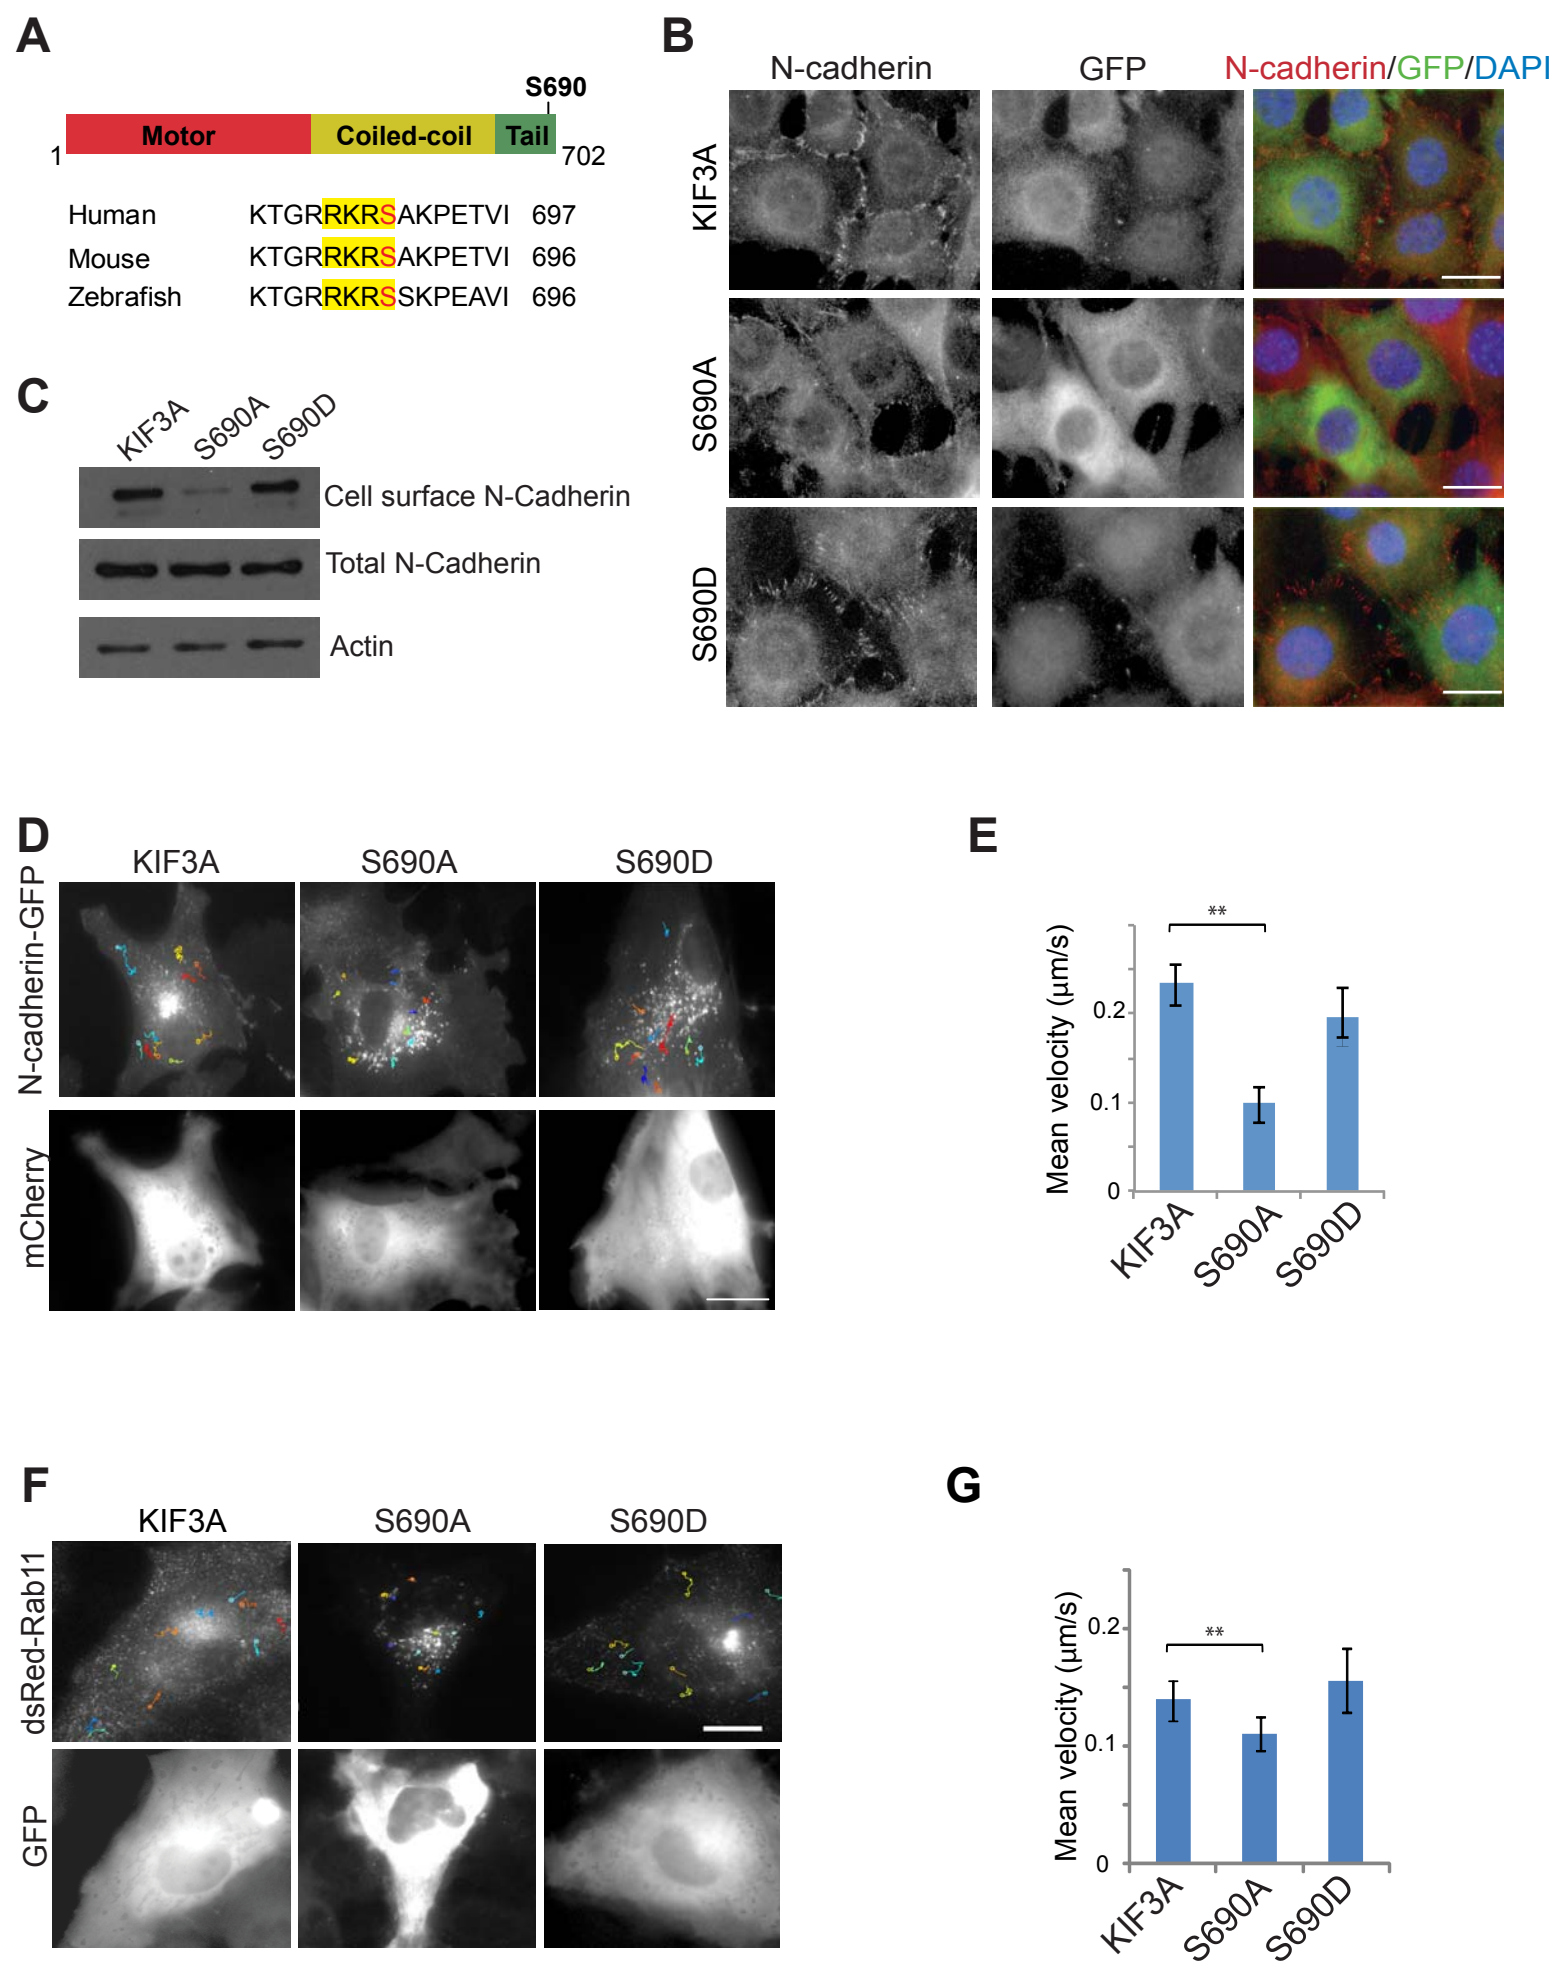 A
S690
Motor Coiled-coil Tail
1 702
Human KTGRRKRSAKPETVI 697
Mouse KTGRRKRSAKPETVI 696
Zebrafish KTGRRKRSSKPEAVI 696
B
N-cadherin GFP N-cadherin/GFP/DAPI
KIF3A
S690A
S690D
C
KIF3A S690A S690D
Cell surface N-Cadherin
Total N-Cadherin
Actin
D
KIF3A S690A S690D
N-cadherin-GFP
mCherry
E
**
Mean velocity (µm/s)
0.2
0.1
0
KIF3A S690A S690D
F
KIF3A S690A S690D
dsRed-Rab11
GFP
G
**
Mean velocity (µm/s)
0.2
0.1
0
KIF3A S690A S690D